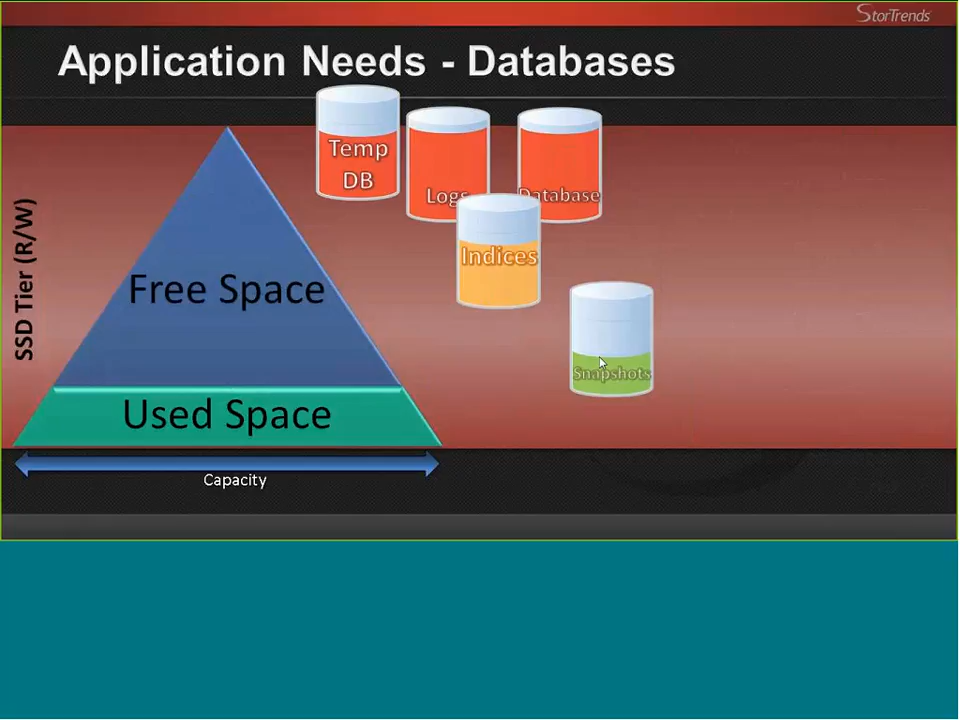 StorTrends
Application Needs - Databases
Temp
DB
Logs
Database
Indices
SSD Tier (R/W)
Free Space
Snapshots
Used Space
Capacity